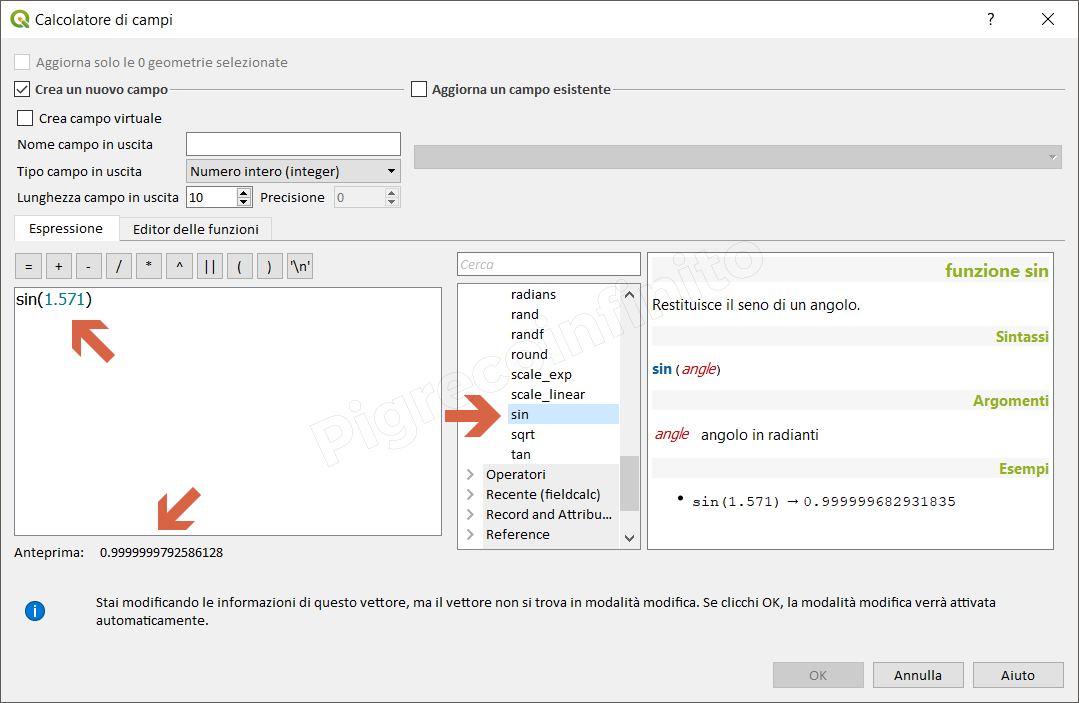 Calcolatore di campi
?
Aggiorna solo le 0 geometrie selezionate
Crea un nuovo campo
Aggiorna un campo esistente
Crea campo virtuale
Nome campo in uscita
Tipo campo in uscita
Numero intero (integer)
Lunghezza campo in uscita
10
Precisione
0
Espressione
Editor delle funzioni
= + - / * ^ || ( ) '\n'
sin(1.571)
Anteprima: 0.9999999792586128
Cerca
radians
rand
randf
round
scale_exp
scale_linear
sin
sqrt
tan
Operatori
Recente (fieldcalc)
Record and Attribu...
Reference
funzione sin
Restituisce il seno di un angolo.
Sintassi
sin (angle)
Argomenti
angle angolo in radianti
Esempi
• sin(1.571) → 0.999999682931835
Pigrecoinfinito
i
Stai modificando le informazioni di questo vettore, ma il vettore non si trova in modalità modifica. Se clicchi OK, la modalità modifica verrà attivata
automaticamente.
OK
Annulla
Aiuto